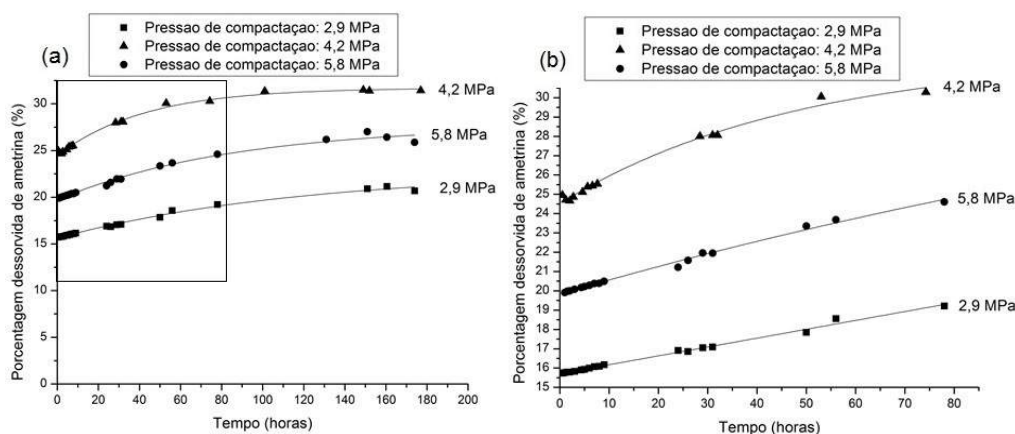 (a)
Pressao de compactaçao: 2,9 MPa
Pressao de compactaçao: 4,2 MPa
Pressao de compactaçao: 5,8 MPa
Porcentagem dessorvida de ametrina (%)
35
30
25
20
15
10
5
0
4,2 MPa
5,8 MPa
2,9 MPa
0 20 40 60 80 100 120 140 160 180 200
Tempo (horas)
(b)
Pressao de compactaçao: 2,9 MPa
Pressao de compactaçao: 4,2 MPa
Pressao de compactaçao: 5,8 MPa
Porcentagem dessorvida de ametrina (%)
30
28
26
25
24
22
21
20
18
17
16
15
4,2 MPa
5,8 MPa
2,9 MPa
0 10 20 30 40 50 60 70 80
Tempo (horas)